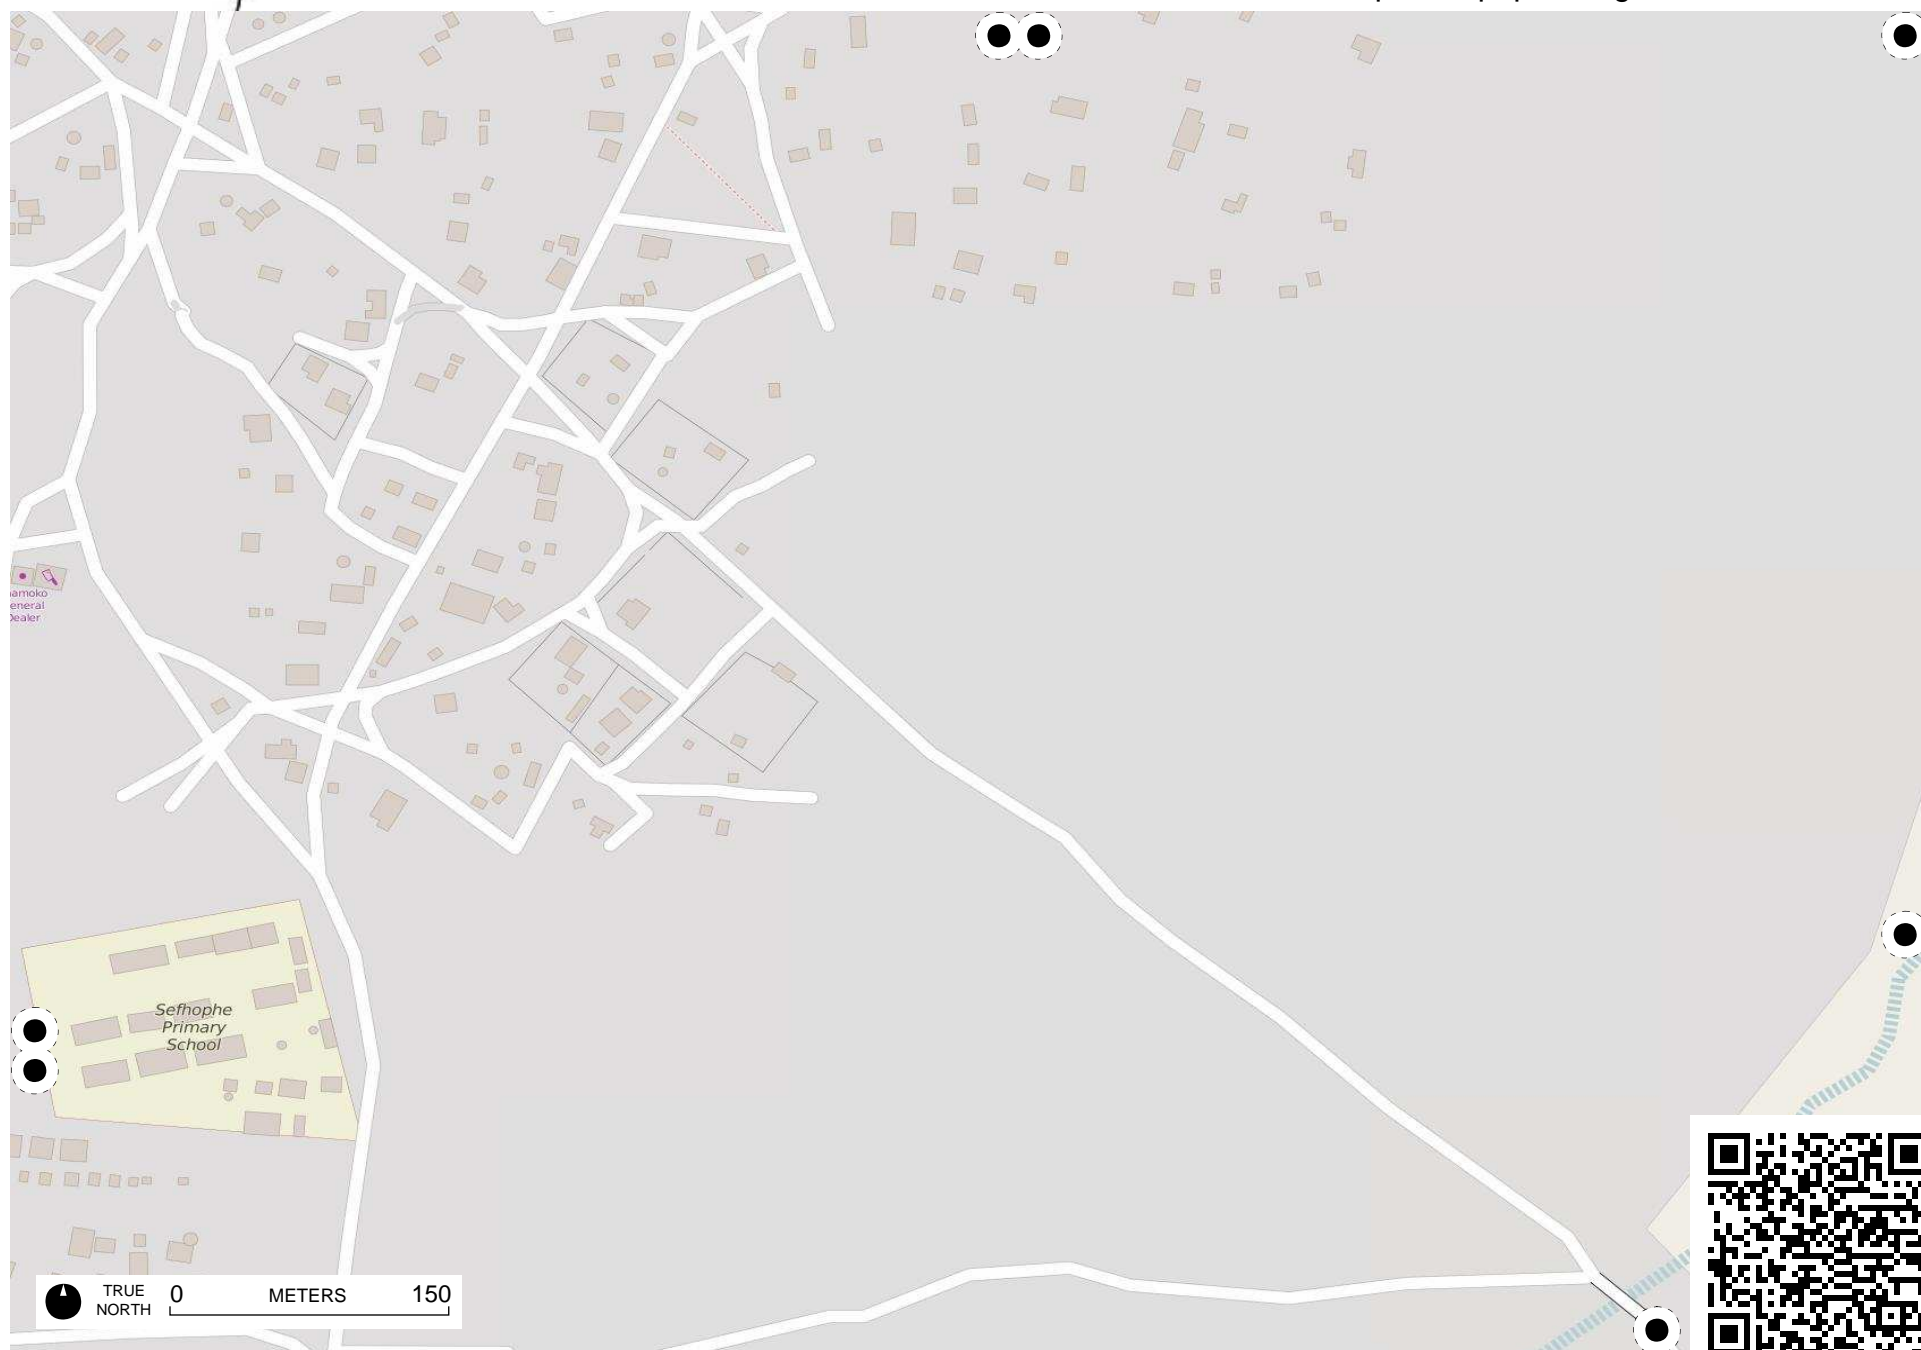 amoko
eneral
Dealer
Sefhophe
Primary
School
TRUE
NORTH
0 METERS 150